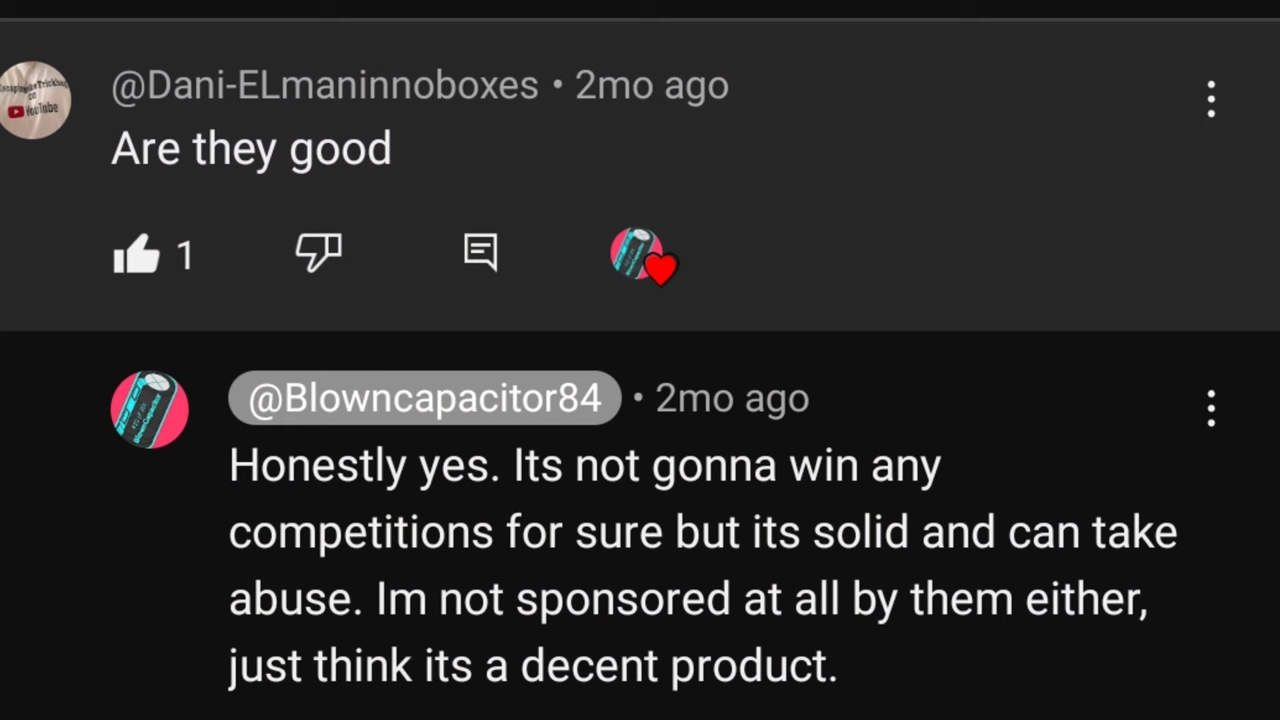 @Dani-ELmaninnoboxes • 2mo ago
Are they good
1
@Blowncapacitor84 • 2mo ago
Honestly yes. Its not gonna win any
competitions for sure but its solid and can take
abuse. Im not sponsored at all by them either,
just think its a decent product.